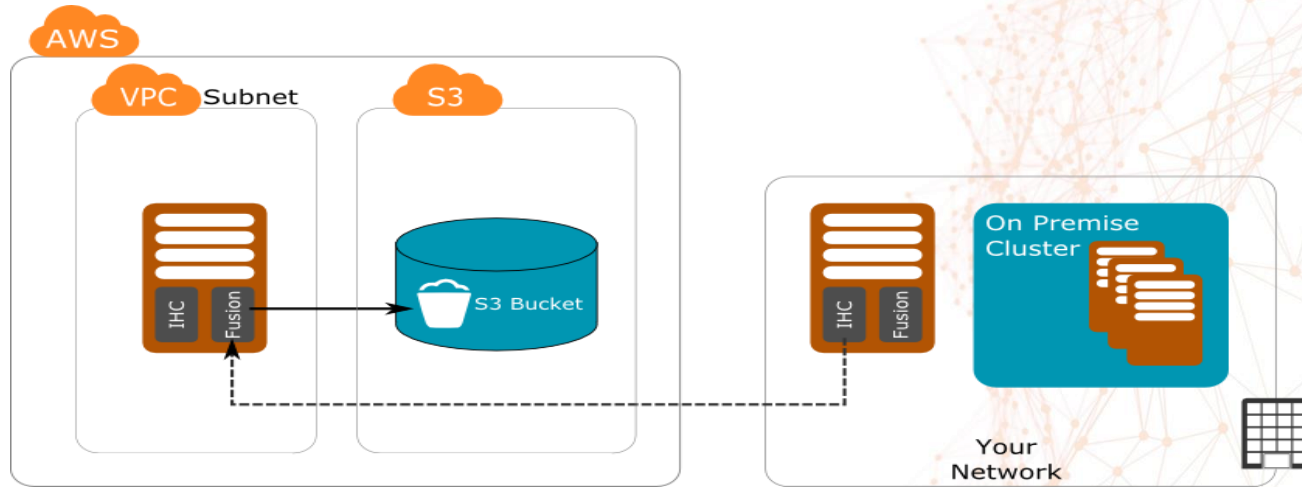 AWS
VPC
Subnet
S3
IHC
Fusion
S3 Bucket
IHC
Fusion
On Premise
Cluster
Your
Network